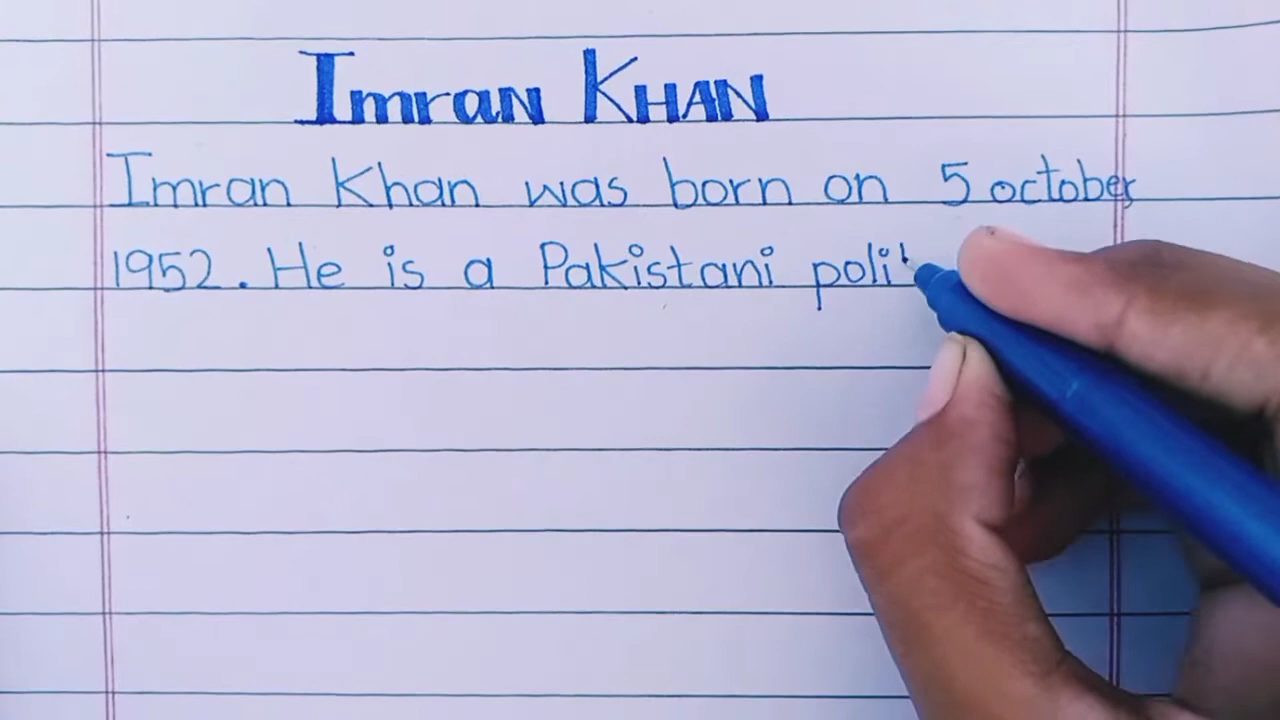 Imran KHAN
Imran Khan was born on 5 october
1952. He is a Pakistani poli